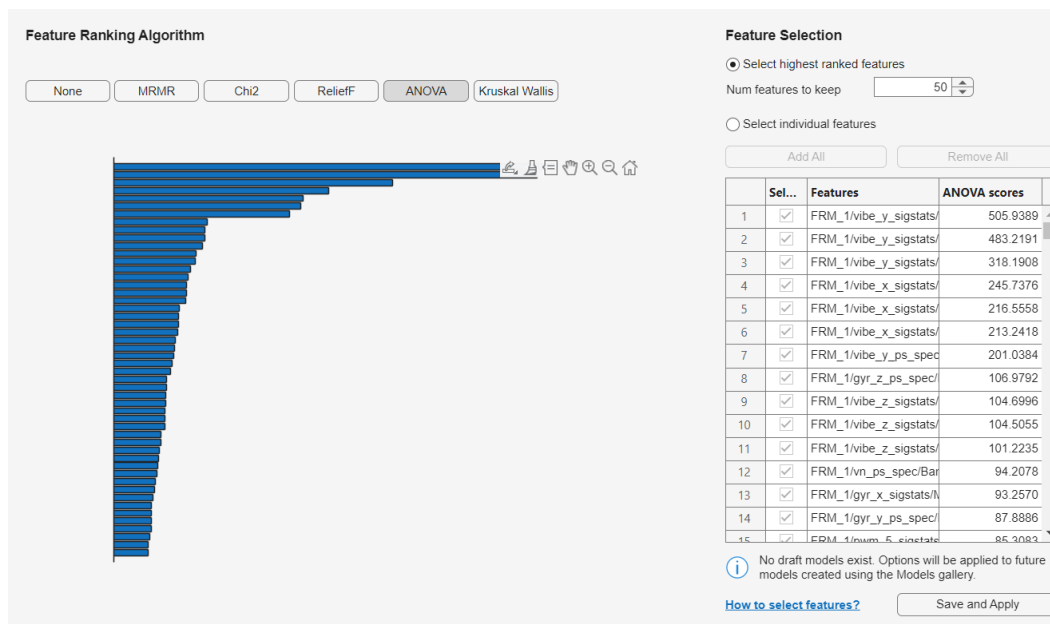 Feature Ranking Algorithm
None MRMR Chi2 ReliefF ANOVA Kruskal Wallis
Feature Selection
Select highest ranked features
Num features to keep 50
Select individual features
Add All Remove All
Sel... Features ANOVA scores
1 FRM_1/vibe_y_sigstats/ 505.9389
2 FRM_1/vibe_y_sigstats/ 483.2191
3 FRM_1/vibe_y_sigstats/ 318.1908
4 FRM_1/vibe_x_sigstats/ 245.7376
5 FRM_1/vibe_x_sigstats/ 216.5558
6 FRM_1/vibe_x_sigstats/ 213.2418
7 FRM_1/vibe_y_ps_spec 201.0384
8 FRM_1/gyr_z_ps_spec/ 106.9792
9 FRM_1/vibe_z_sigstats/ 104.6996
10 FRM_1/vibe_z_sigstats/ 104.5055
11 FRM_1/vibe_z_sigstats/ 101.2235
12 FRM_1/vn_ps_spec/Bar 94.2078
13 FRM_1/gyr_x_sigstats/ 93.2570
14 FRM_1/gyr_y_ps_spec/ 87.8886
15 FRM_1/pwm_5_sigstats 85.3083
No draft models exist. Options will be applied to future
models created using the Models gallery.
How to select features? Save and Apply